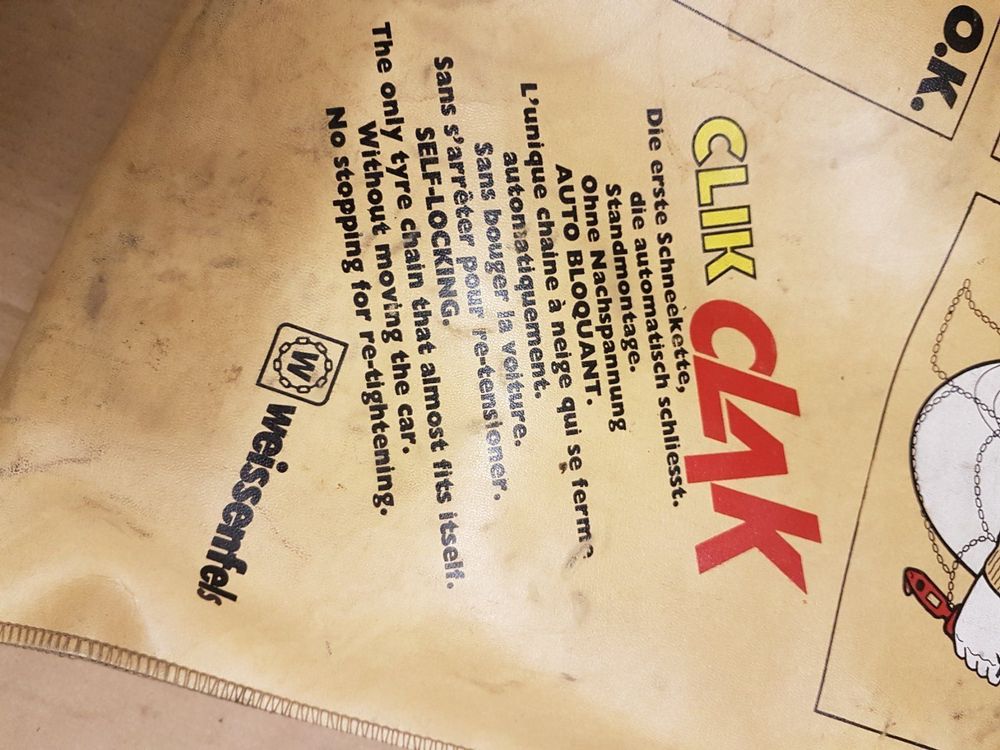 O.K.
CLIK CLAK
Die erste Schneekette,
die automatisch schliesst.
Standmontage.
Ohne Nachspannung
AUTO BLOQUANT.
L'unique chaine à neige qui se ferme
automatiquement.
Sans bouger la voiture.
Sans s'arrêter pour re-tensioner.
SELF-LOCKING.
The only tyre chain that almost fits itself.
Without moving the car.
No stopping for re-tightening.
W weissenfels